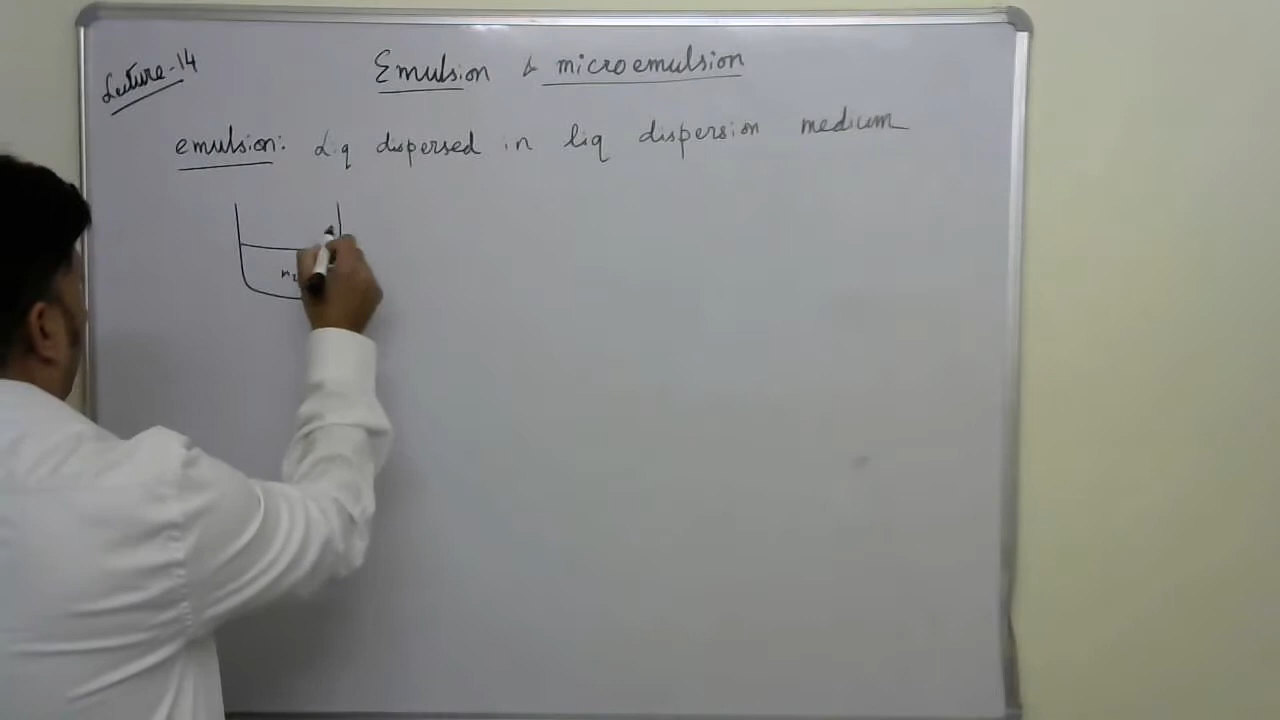 Lecture-14
Emulsion & microemulsion
emulsion: Liq dispersed in liq dispersion medium